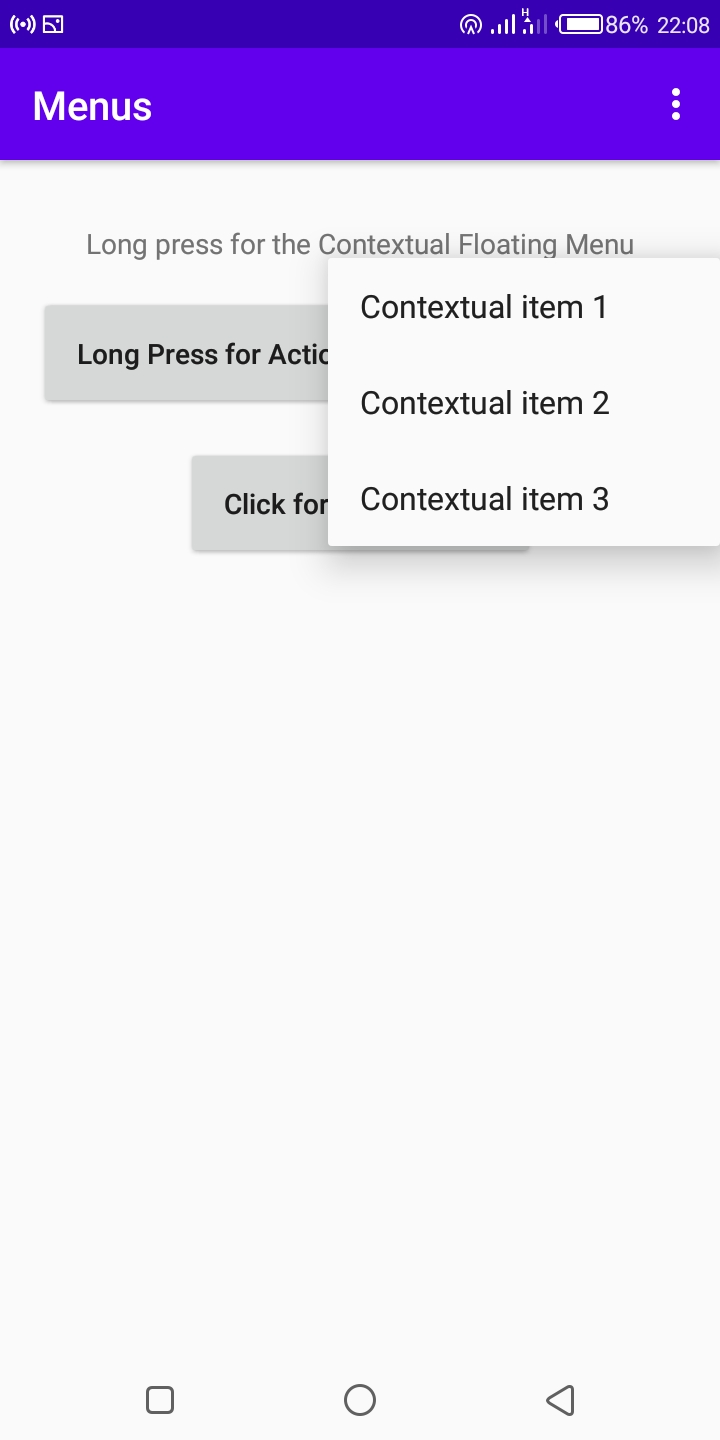 H
86% 22:08
Menus
Long press for the Contextual Floating Menu
Contextual item 1
Long Press for
Contextual item 2
Contextual item 3
Click for